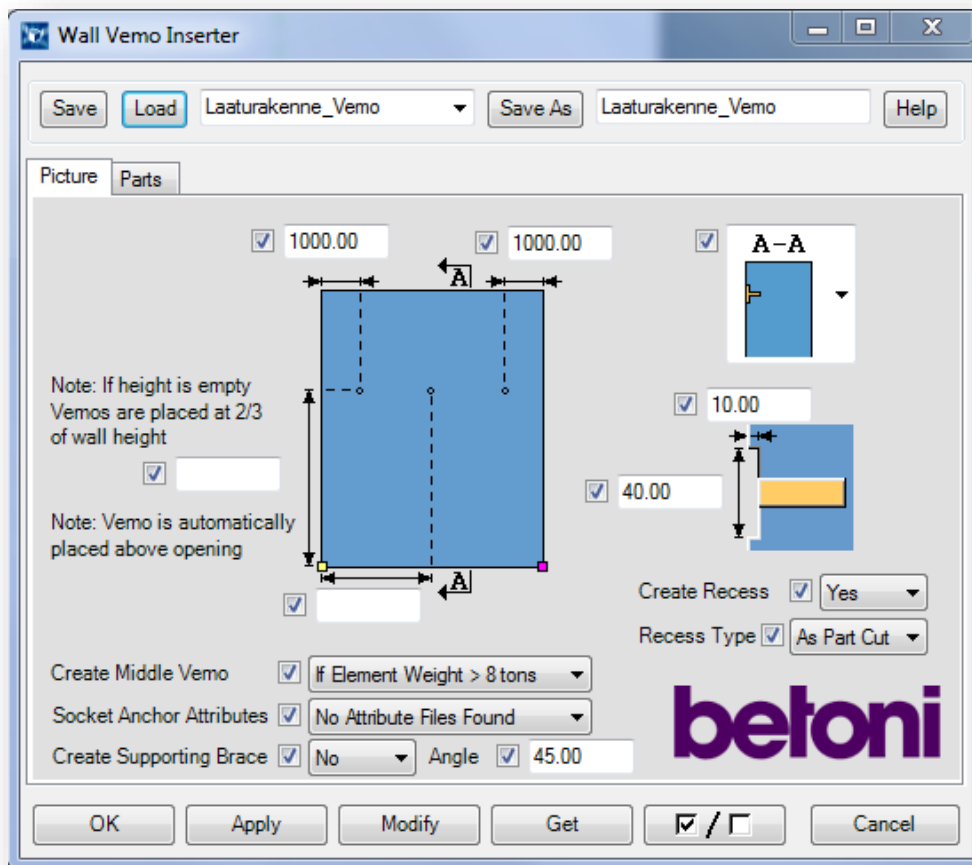 Wall Vemo Inserter
Save Load Laaturakenne_Vemo Save As Laaturakenne_Vemo Help
Picture Parts
1000.00 1000.00 A-A
A
Note: If height is empty
Vemos are placed at 2/3
of wall height
10.00
40.00
Note: Vemo is automatically
placed above opening
A
Create Recess Yes
Recess Type As Part Cut
Create Middle Vemo If Element Weight > 8 tons
Socket Anchor Attributes No Attribute Files Found
Create Supporting Brace No Angle 45.00
betoni
OK Apply Modify Get / Cancel